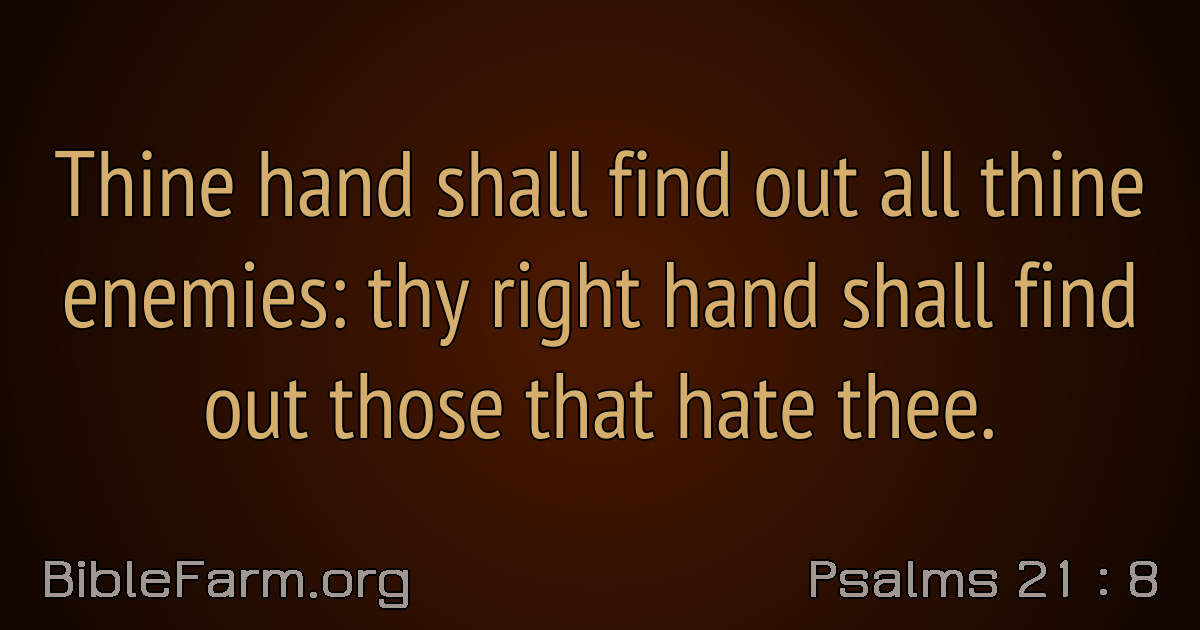 Thine hand shall find out all thine
enemies: thy right hand shall find
out those that hate thee.
BibleFarm.org
Psalms 21 : 8